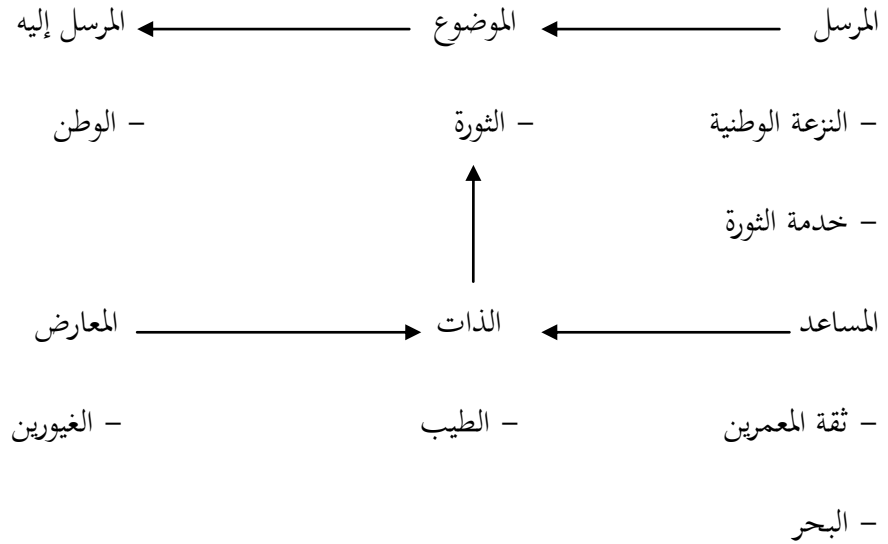 المرسل الموضوع المرسل إليه
– النزعة الوطنية – الثورة – الوطن
– خدمة الثورة
المساعد الذات المعارض
– ثقة المعمرين – الطيب – الغيورين
– البحر